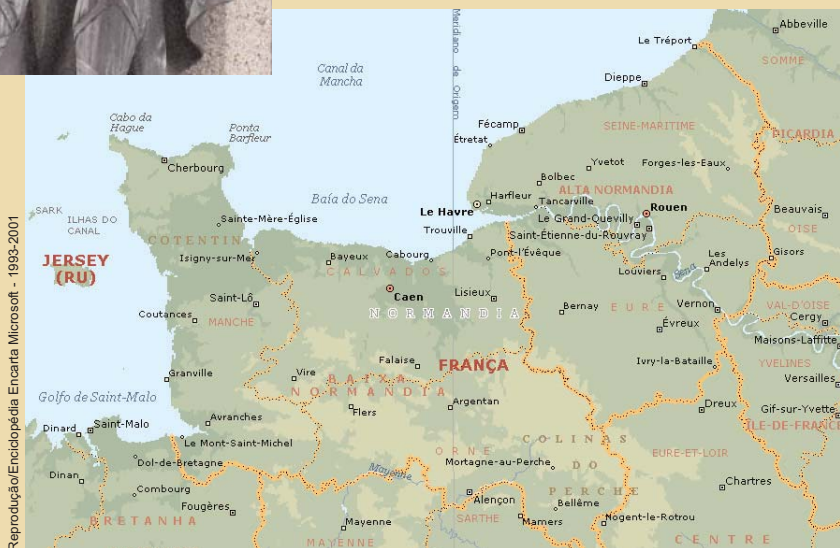 Abbeville
Le Tréport
SOMME
Canal da
Mancha
Meridiano de Origem
Dieppe
Cabo da
Hague
Ponta
Barfleur
Fécamp
SEINE-MARITIME
PICARDIA
Étretat
Cherbourg
Yvetot
Forges-les-Eaux
Bolbec
ALTA NORMANDIA
SARK
ILHAS DO
CANAL
Baía do Sena
Harfleur
Le Havre
Tancarville
Rouen
Beauvais
Sainte-Mère-Église
Le Grand-Quevilly
OISE
Trouville
Saint-Étienne-du-Rouvray
COTENTIN
JERSEY
(RU)
Isigny-sur-Mer
Bayeux
Cabourg
Pont-l'Évêque
Gisors
CALVADOS
Louviers
Sena
Les
Andelys
Saint-Lô
Caen
Lisieux
Bernay
EURE
Vernon
VAL-D'OISE
Coutances
MANCHE
NORMANDIA
Cergy
Évreux
Maisons-Laffitte
Falaise
FRANÇA
Ivry-la-Bataille
YVELINES
Granville
Vire
BAIXA
NORMANDIA
Versailles
Golfo de Saint-Malo
Flers
Argentan
Dreux
Gif-sur-Yvette
Dinard
Saint-Malo
Avranches
ÎLE-DE-FRANCE
Le Mont-Saint-Michel
ORNE
COLINAS
DO
PERCHE
EURE-ET-LOIR
Dol-de-Bretagne
Mayenne
Mortagne-au-Perche
Dinan
Chartres
Combourg
Alençon
Bellême
Fougères
BRETANHA
Mayenne
SARTHE
Mamers
Nogent-le-Rotrou
MAYENNE
CENTRE
Reprodução/Enciclopédia Encarta Microsoft - 1993-2001